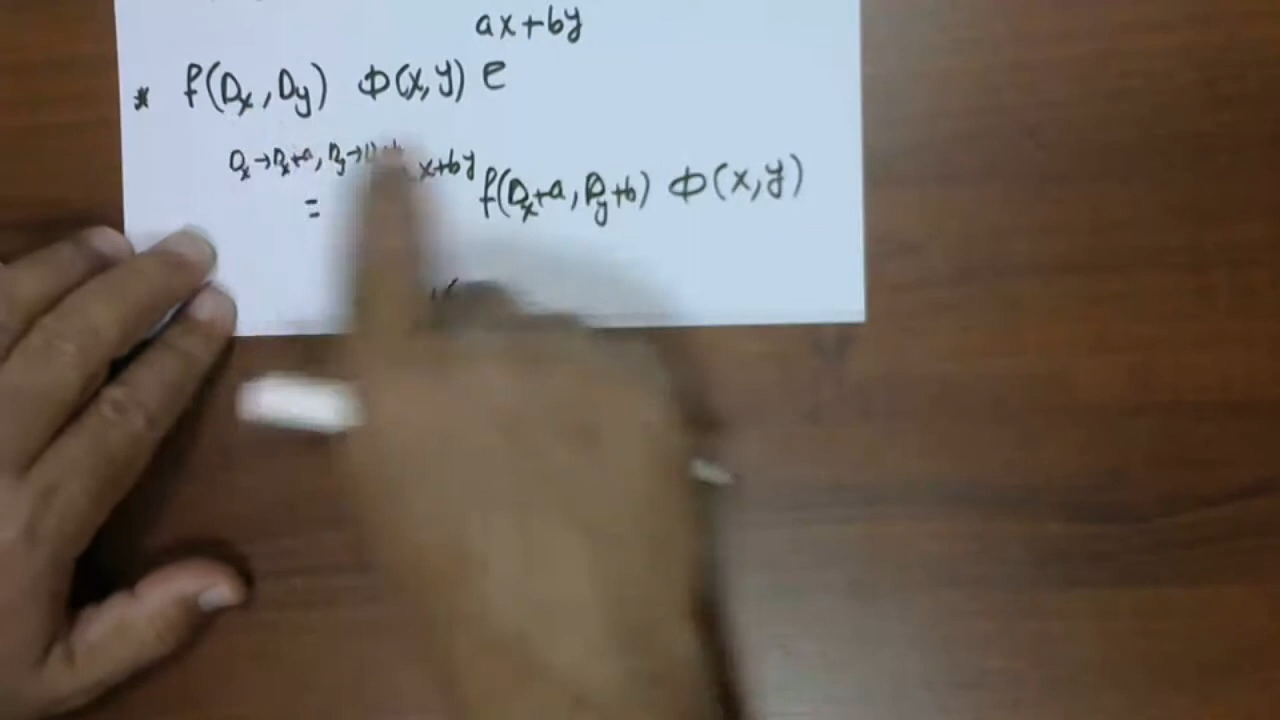 ax+by
* f(Dx, Dy) Φ(x,y) e
Dx→Dx+a, Dy→
= x+by f(Dx+a, Dy+b) Φ(x,y)